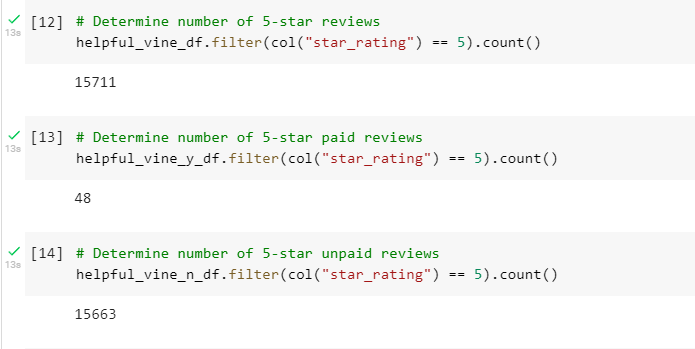 [12] # Determine number of 5-star reviews
13s
helpful_vine_df.filter(col("star_rating") == 5).count()
15711
[13] # Determine number of 5-star paid reviews
13s
helpful_vine_y_df.filter(col("star_rating") == 5).count()
48
[14] # Determine number of 5-star unpaid reviews
13s
helpful_vine_n_df.filter(col("star_rating") == 5).count()
15663